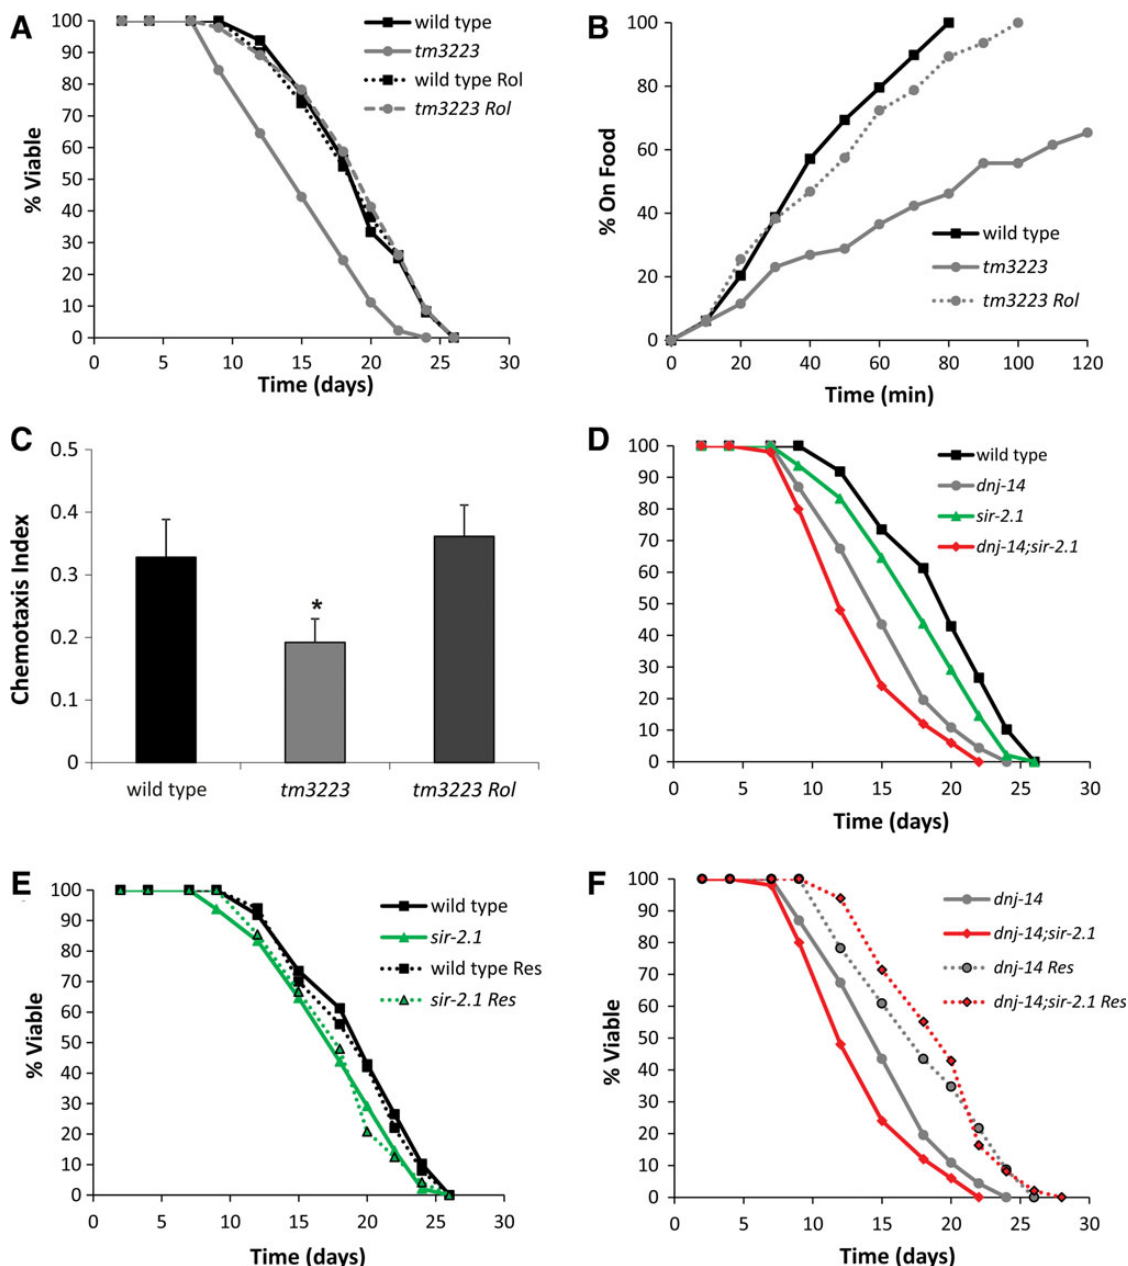 A
100
90
80
70
60
50
40
30
20
10
0
% Viable
0 5 10 15 20 25 30
Time (days)
wild type
tm3223
wild type Rol
tm3223 Rol
B
100
80
60
40
20
0
% On Food
0 20 40 60 80 100 120
Time (min)
wild type
tm3223
tm3223 Rol
C
0.5
0.4
0.3
0.2
0.1
0
Chemotaxis Index
*
wild type tm3223 tm3223 Rol
D
100
90
80
70
60
50
40
30
20
10
0
0 5 10 15 20 25 30
Time (days)
wild type
dnj-14
sir-2.1
dnj-14;sir-2.1
E
100
90
80
70
60
50
40
30
20
10
0
% Viable
0 5 10 15 20 25 30
Time (days)
wild type
sir-2.1
wild type Res
sir-2.1 Res
F
100
90
80
70
60
50
40
30
20
10
0
% Viable
0 5 10 15 20 25 30
Time (days)
dnj-14
dnj-14;sir-2.1
dnj-14 Res
dnj-14;sir-2.1 Res